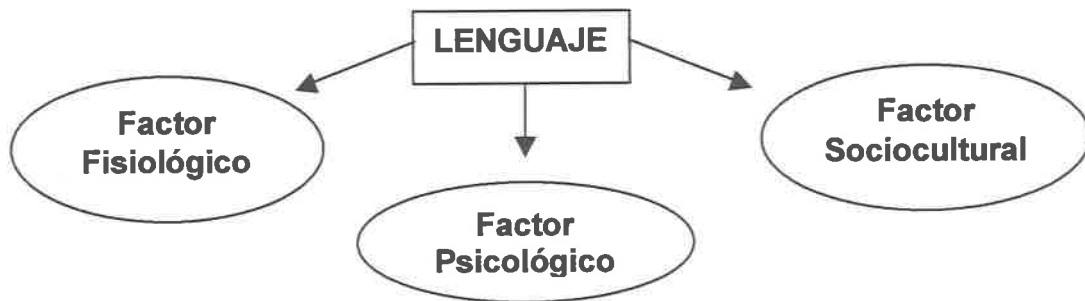 LENGUAJE
Factor
Fisiológico
Factor
Psicológico
Factor
Sociocultural